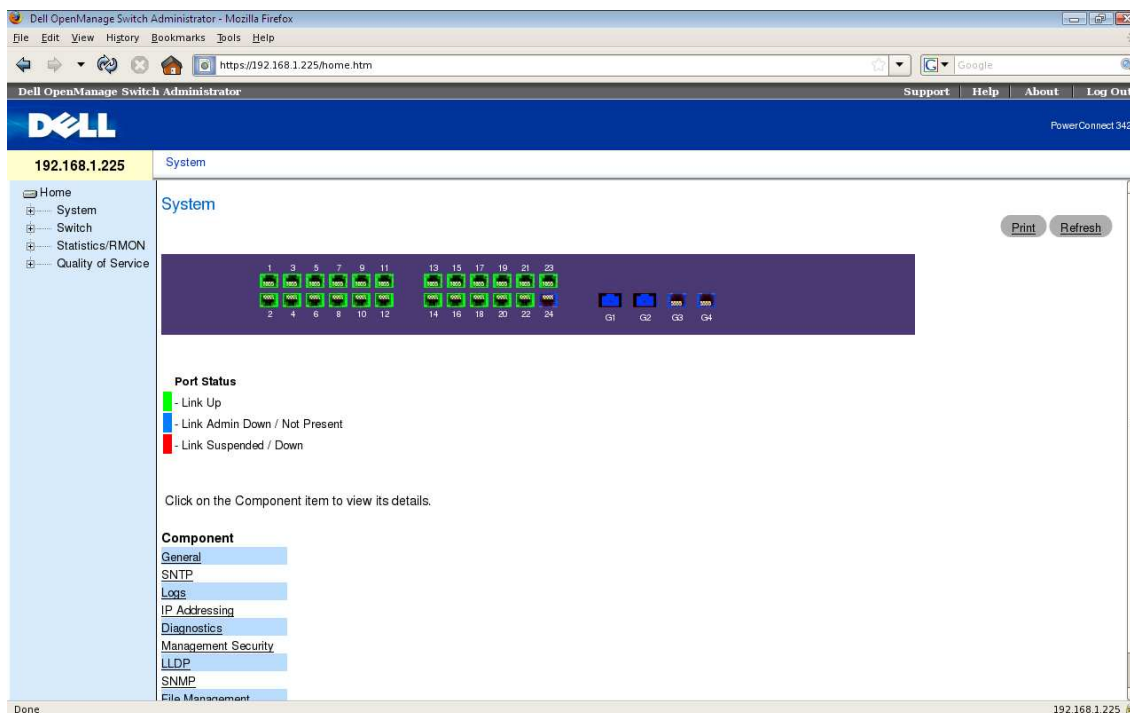 Dell OpenManage Switch Administrator - Mozilla Firefox
File Edit View History Bookmarks Tools Help
https://192.168.1.225/home.htm
G Google
Dell OpenManage Switch Administrator Support Help About Log Out
DELL
PowerConnect 342
192.168.1.225
System
Home
System
Switch
Statistics/RMON
Quality of Service
System
Print Refresh
1 3 5 7 9 11 13 15 17 19 21 23
2 4 6 8 10 12 14 16 18 20 22 24 G1 G2 G3 G4
Port Status
- Link Up
- Link Admin Down / Not Present
- Link Suspended / Down
Click on the Component item to view its details.
Component
General
SNTP
Logs
IP Addressing
Diagnostics
Management Security
LLDP
SNMP
File Management
Done 192.168.1.225